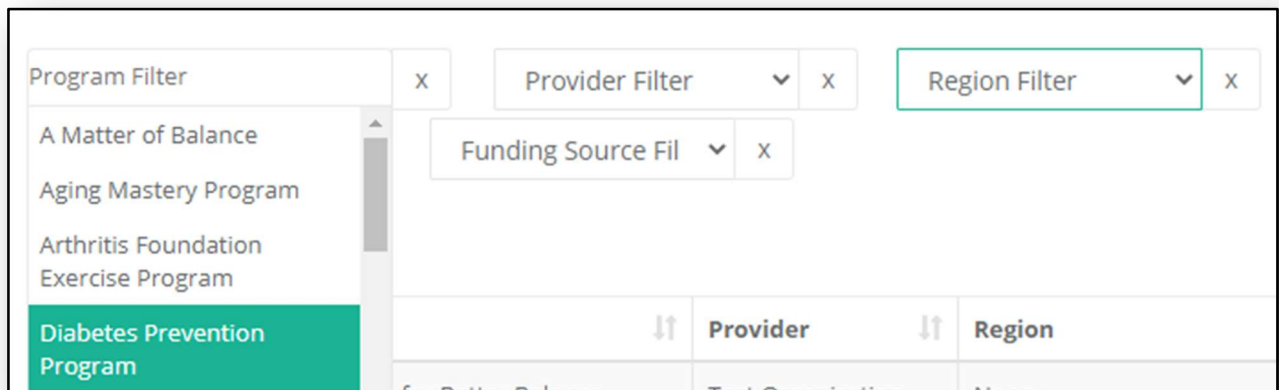 Program Filter x Provider Filter x Region Filter x
A Matter of Balance
Funding Source Fil x
Aging Mastery Program
Arthritis Foundation
Exercise Program
Diabetes Prevention
Program
Provider Region